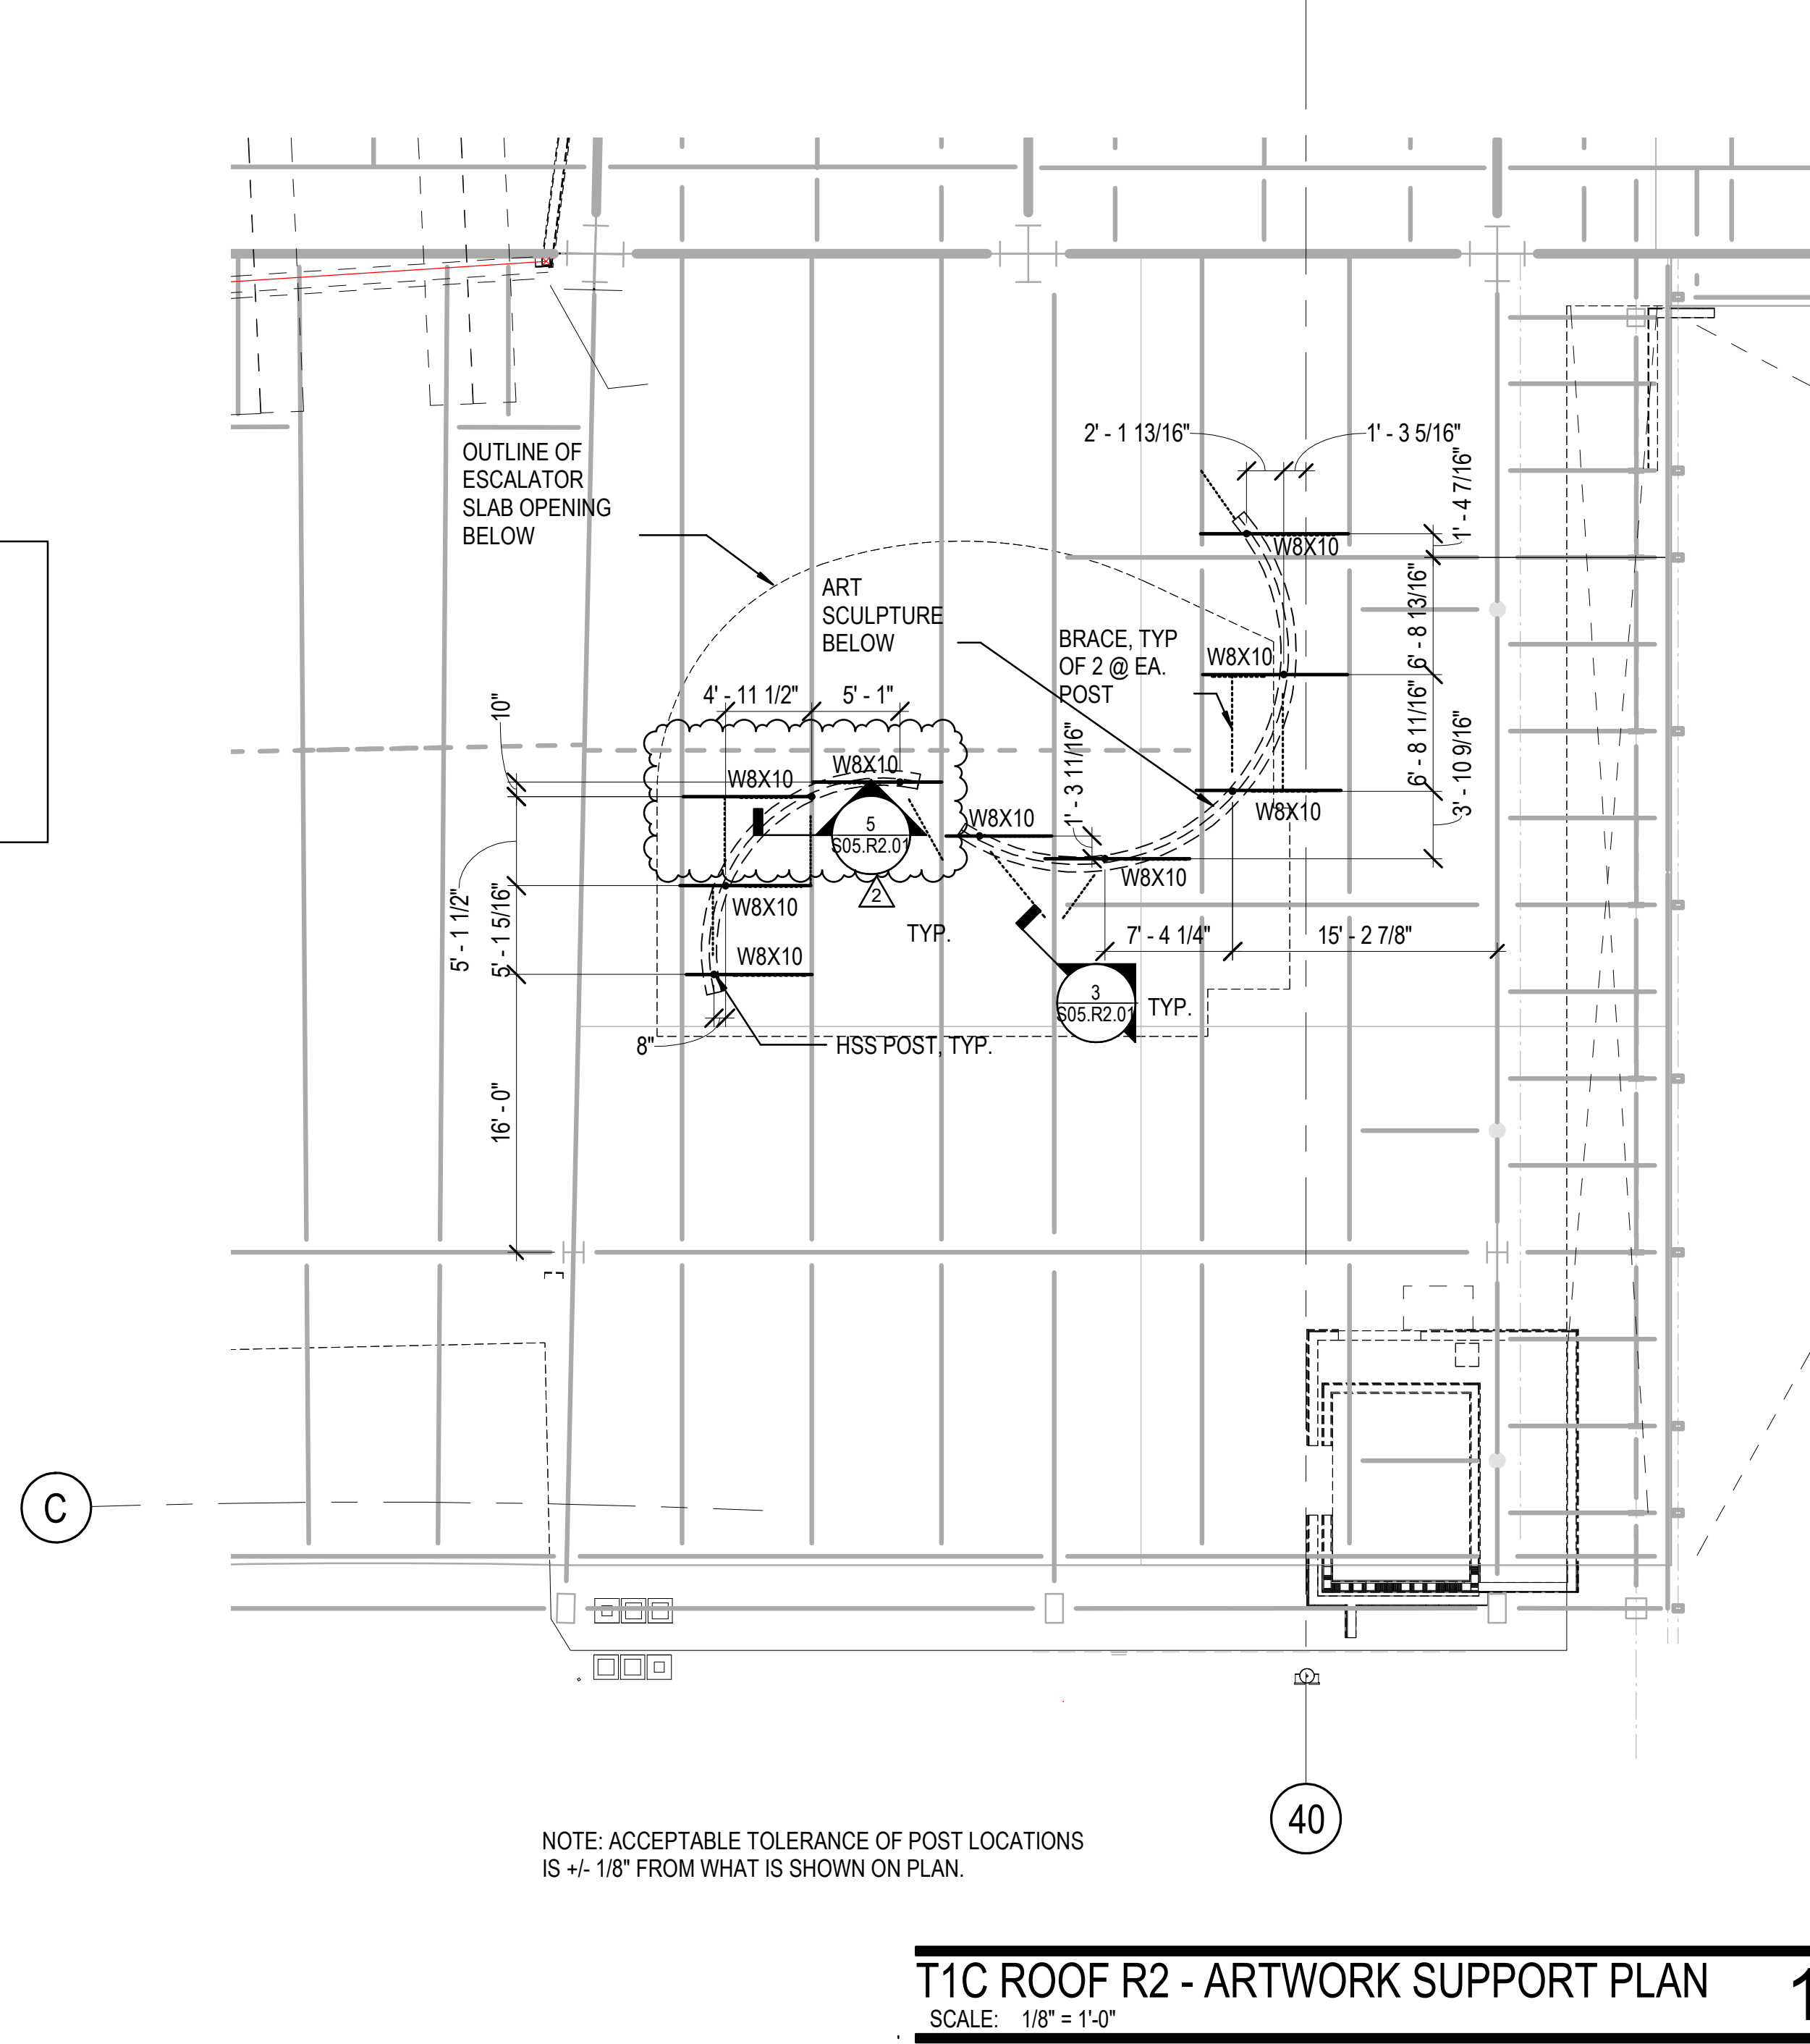 2' - 1 13/16"
1' - 3 5/16"
1' - 4 7/16"
OUTLINE OF
ESCALATOR
SLAB OPENING
BELOW
W8X10
ART
SCULPTURE
BELOW
6' - 8 13/16"
BRACE, TYP
OF 2 @ EA.
POST
W8X10
4' - 11 1/2"
5' - 1"
10"
6' - 8 11/16"
1' - 3 11/16"
3' - 10 9/16"
W8X10
W8X10
W8X10
W8X10
5
S05.R2.01
2
W8X10
W8X10
5' - 1 1/2"
5' - 1 5/16"
TYP.
7' - 4 1/4"
15' - 2 7/8"
W8X10
3
S05.R2.01
TYP.
8"
HSS POST, TYP.
16' - 0"
C
40
NOTE: ACCEPTABLE TOLERANCE OF POST LOCATIONS
IS +/- 1/8" FROM WHAT IS SHOWN ON PLAN.
T1C ROOF R2 - ARTWORK SUPPORT PLAN
1
SCALE: 1/8" = 1'-0"